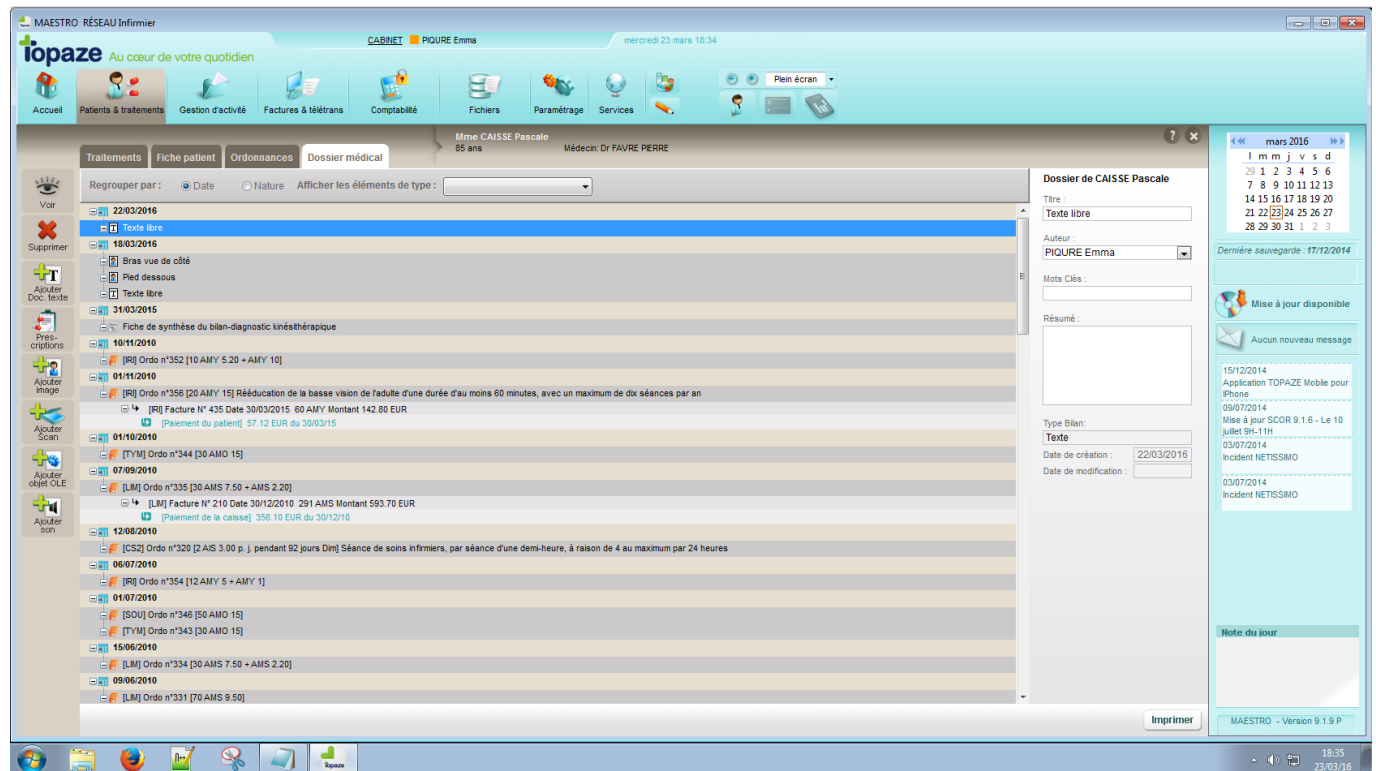 MAESTRO RÉSEAU Infirmier
Topaze Au cœur de votre quotidien
CABINET PIQURE Emma
mercredi 23 mars 18:34
Accueil
Patients & traitements
Gestion d'activité
Factures & télétrans
Comptabilité
Fichiers
Paramétrage
Services
Plein écran
Mme CAISSE Pascale
85 ans Médecin: Dr FAVRE PIERRE
Traitements Fiche patient Ordonnances Dossier médical
Voir
Supprimer
Ajouter
Doc. texte
Pres-
criptions
Ajouter
image
Ajouter
Scan
Ajouter
objet OLE
Ajouter
son
Regrouper par : Date Nature Afficher les éléments de type :
22/03/2016
Texte libre
18/03/2016
Bras vue de côté
Pied dessous
Texte libre
31/03/2015
Fiche de synthèse du bilan-diagnostic kinésithérapique
10/11/2010
[IRI] Ordo n°352 [10 AMY 5.20 + AMY 10]
01/11/2010
[IRI] Ordo n°356 [20 AMY 15] Rééducation de la basse vision de l'adulte d'une durée d'au moins 60 minutes, avec un maximum de dix séances par an
[IRI] Facture N° 435 Date 30/03/2015 60 AMY Montant 142.80 EUR
[Paiement du patient] 57.12 EUR du 30/03/15
01/10/2010
[TYM] Ordo n°344 [30 AMO 15]
07/09/2010
[LIM] Ordo n°335 [30 AMS 7.50 + AMS 2.20]
[LIM] Facture N° 210 Date 30/12/2010 291 AMS Montant 593.70 EUR
[Paiement de la caisse] 356.10 EUR du 30/12/10
12/08/2010
[CS2] Ordo n°320 [2 AIS 3.00 p. j. pendant 92 jours Dim] Séance de soins infirmiers, par séance d'une demi-heure, à raison de 4 au maximum par 24 heures
06/07/2010
[IRI] Ordo n°354 [12 AMY 5 + AMY 1]
01/07/2010
[SOU] Ordo n°346 [50 AMO 15]
[TYM] Ordo n°343 [30 AMO 15]
15/06/2010
[LIM] Ordo n°334 [30 AMS 7.50 + AMS 2.20]
09/06/2010
[LIM] Ordo n°331 [70 AMS 9.50]
Dossier de CAISSE Pascale
Titre :
Texte libre
Auteur :
PIQURE Emma
Mots Clés :
Résumé :
Type Bilan:
Texte
Date de création : 22/03/2016
Date de modification :
Imprimer
mars 2016
l m m j v s d
29 1 2 3 4 5 6
7 8 9 10 11 12 13
14 15 16 17 18 19 20
21 22 23 24 25 26 27
28 29 30 31 1 2 3
Dernière sauvegarde : 17/12/2014
Mise à jour disponible
Aucun nouveau message
15/12/2014
Application TOPAZE Mobile pour
iPhone
09/07/2014
Mise à jour SCOR 9.1.6 - Le 10
juillet 9H-11H
03/07/2014
Incident NETISSIMO
03/07/2014
Incident NETISSIMO
Note du jour
MAESTRO - Version 9.1.9 P
Topaze
18:35
23/03/16